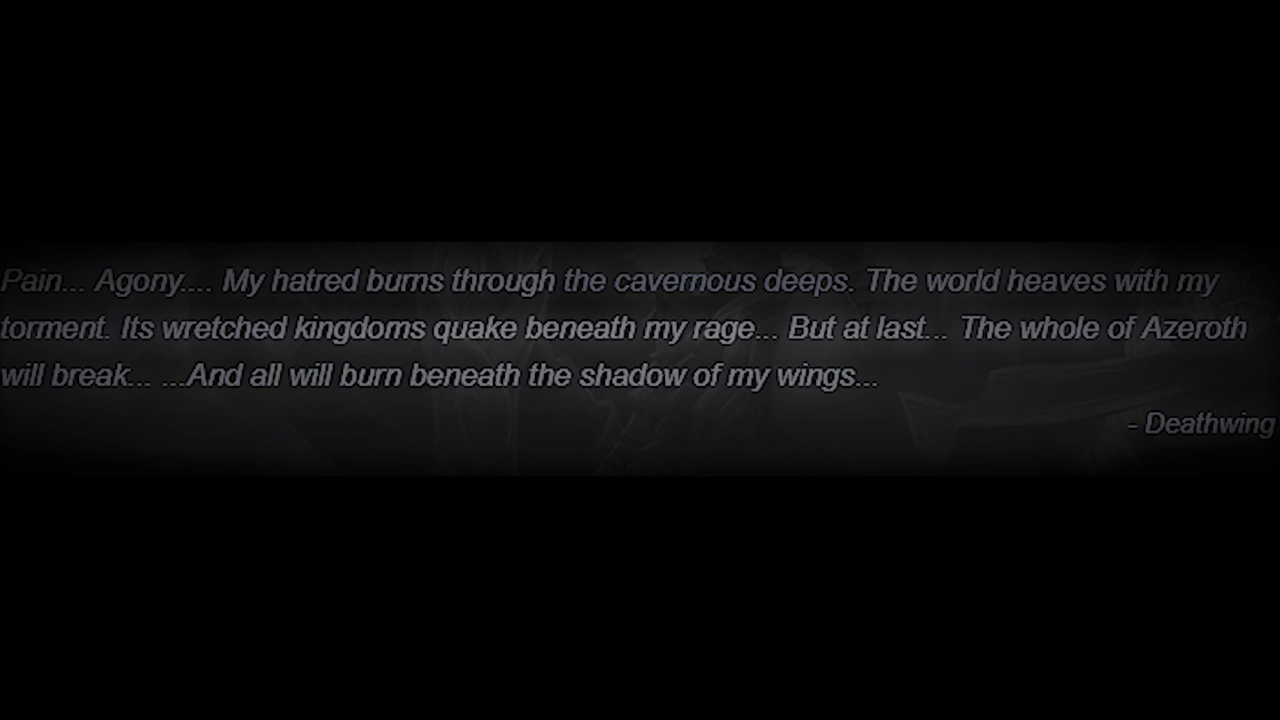 Pain... Agony.... My hatred burns through the cavernous deeps. The world heaves with my
torment. Its wretched kingdoms quake beneath my rage... But at last... The whole of Azeroth
will break... ...And all will burn beneath the shadow of my wings...
- Deathwing